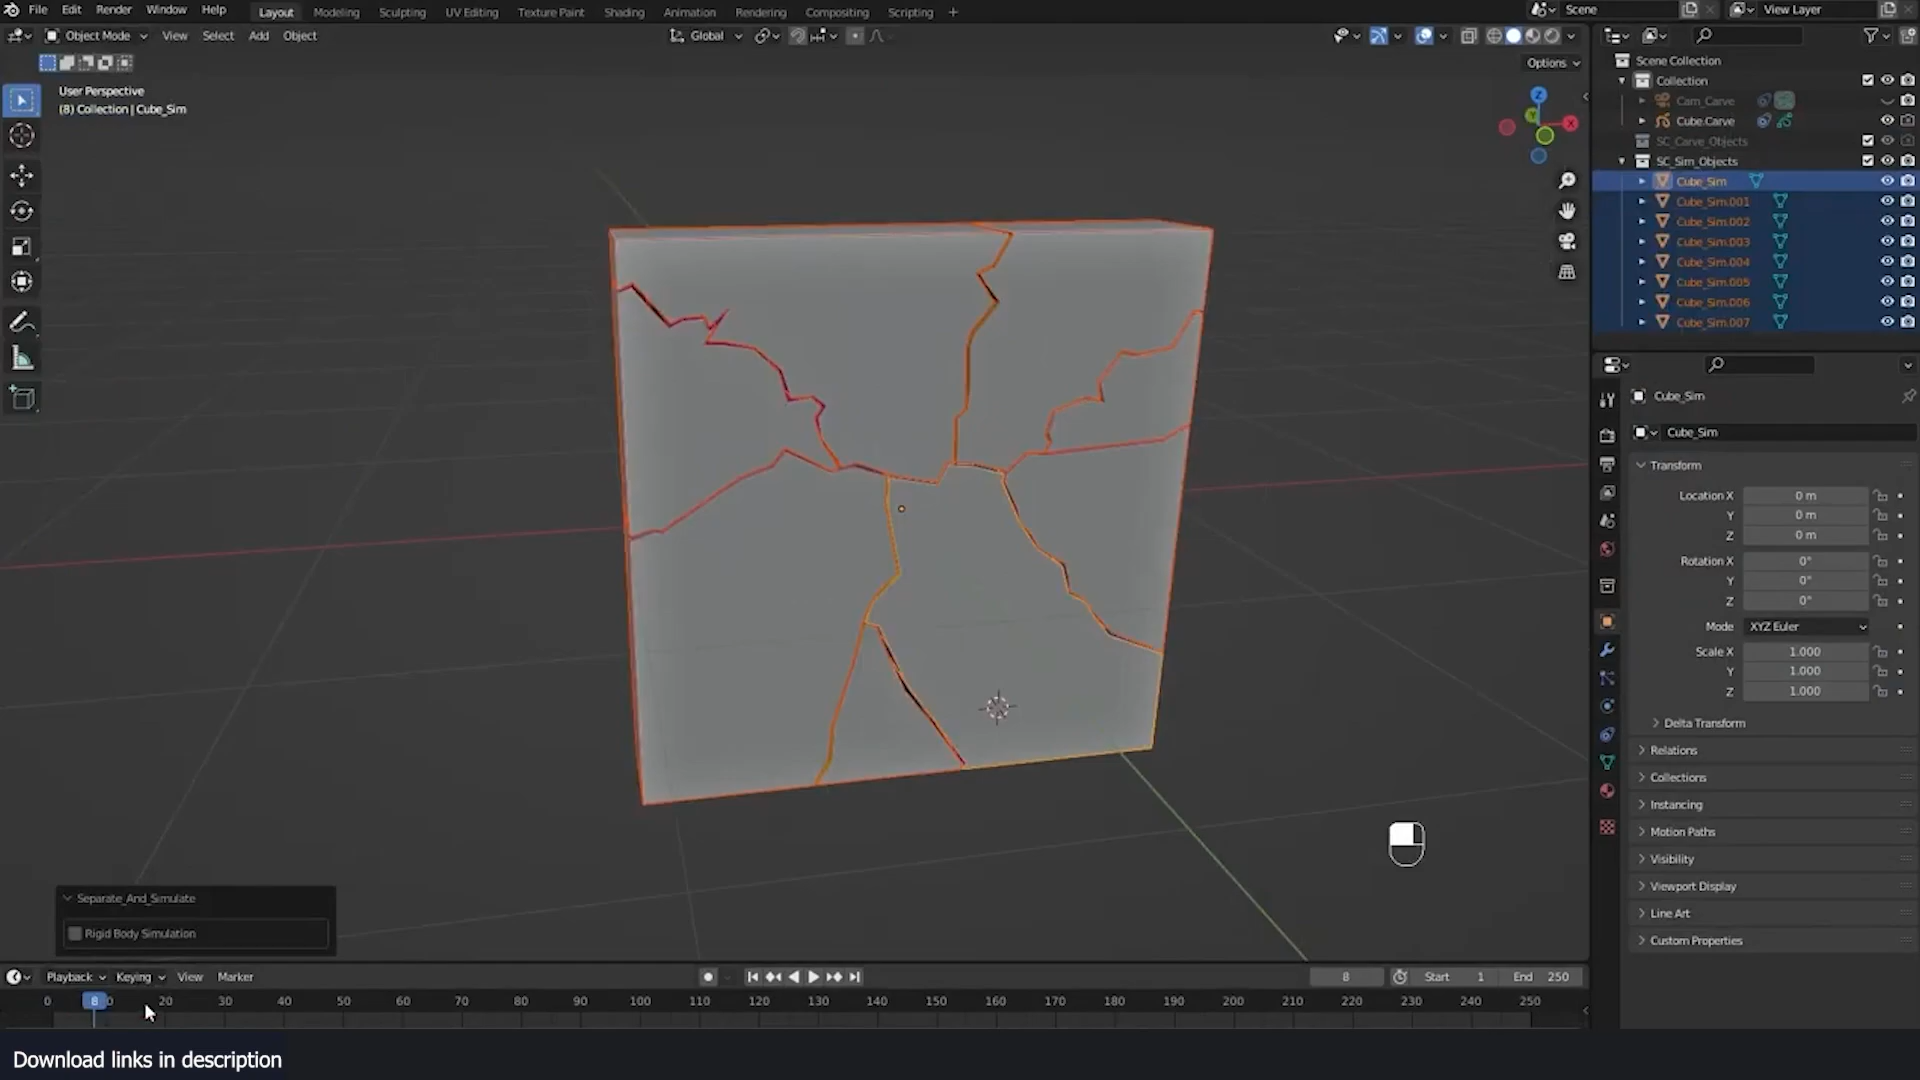 File Edit Render Window Help Layout Modeling Sculpting UV Editing Texture Paint Shading Animation Rendering Compositing Scripting + Scene View Layer
Object Mode View Select Add Object Global
Options
User Perspective
(8) Collection | Cube_Sim
Z
Y
X
Scene Collection
Collection
Cam_Carve
Cube.Carve
SC_Carve_Objects
SC_Sim_Objects
Cube_Sim
Cube_Sim.001
Cube_Sim.002
Cube_Sim.003
Cube_Sim.004
Cube_Sim.005
Cube_Sim.006
Cube_Sim.007
Cube_Sim
Cube_Sim
Transform
Location X 0 m
Y 0 m
Z 0 m
Rotation X 0°
Y 0°
Z 0°
Mode XYZ Euler
Scale X 1.000
Y 1.000
Z 1.000
Delta Transform
Relations
Collections
Instancing
Motion Paths
Visibility
Viewport Display
Line Art
Custom Properties
Separate_And_Simulate
Rigid Body Simulation
Playback Keying View Marker 8 Start 1 End 250
0 8 0 20 30 40 50 60 70 80 90 100 110 120 130 140 150 160 170 180 190 200 210 220 230 240 250
Download links in description